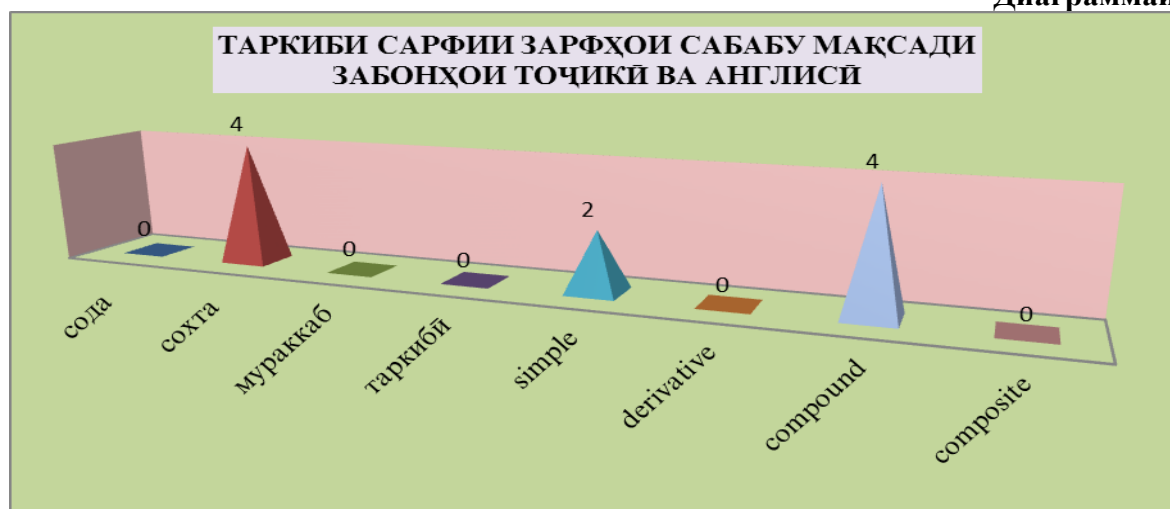 ТАРКИБИ САРФИИ ЗАРФҲОИ САБАБУ МАҚСАДИ
ЗАБОНҲОИ ТОҶИКӢ ВА АНГЛИСӢ
0
4
0
0
2
0
4
0
сода
сохта
мураккаб
таркибӣ
simple
derivative
compound
composite